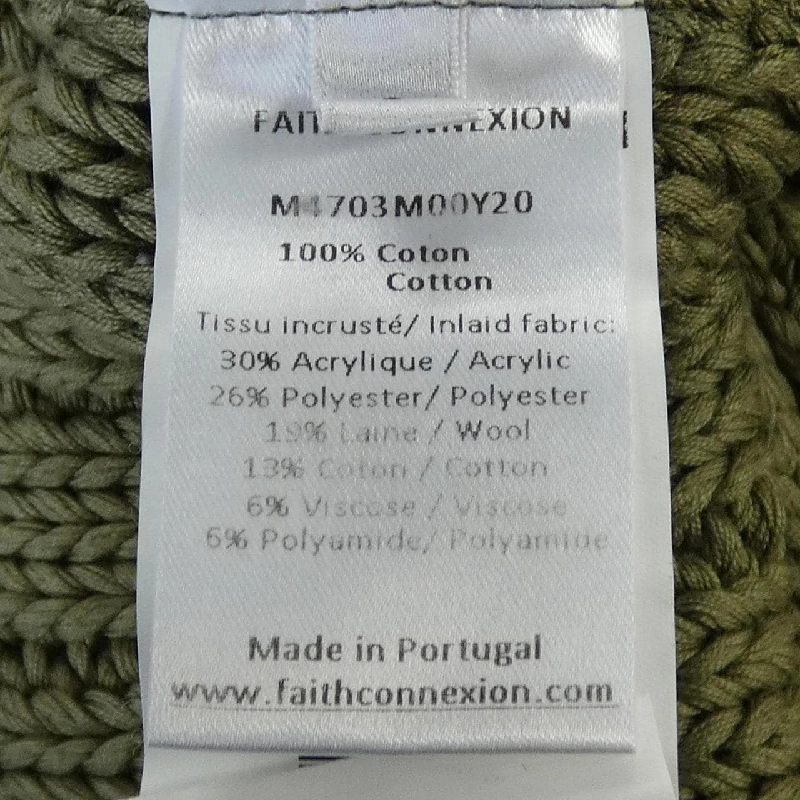 FAITH CONNEXION
M4703M00Y20
100% Coton
Cotton
Tissu incrusté/ Inlaid fabric:
30% Acrylique / Acrylic
26% Polyester/ Polyester
19% Laine / Wool
13% Coton / Cotton
6% Viscose / Viscose
6% Polyamide/ Polyamide
Made in Portugal
www.faithconnexion.com